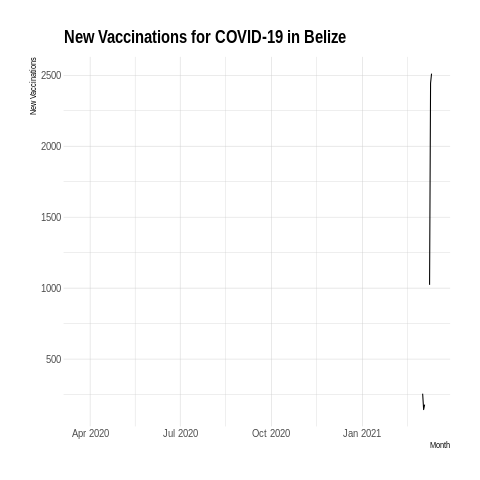 New Vaccinations for COVID-19 in Belize
New Vaccinations
2500
2000
1500
1000
500
Apr 2020
Jul 2020
Oct 2020
Jan 2021
Month